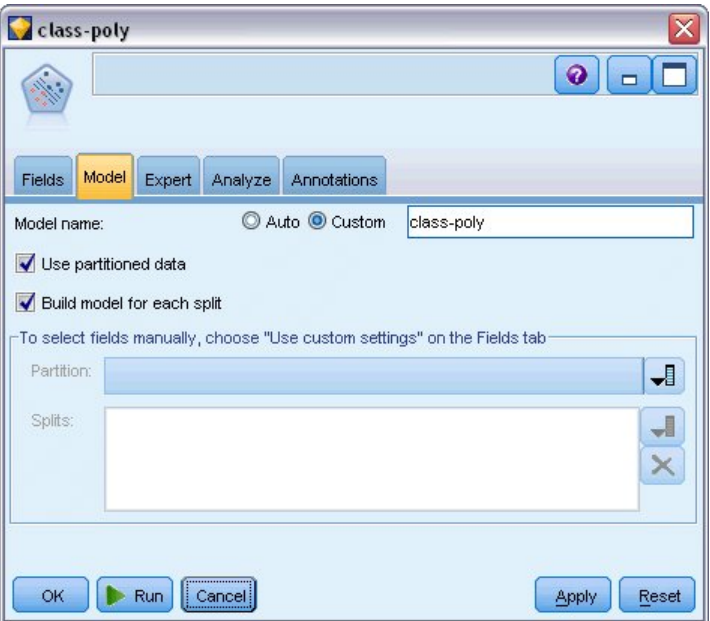 class-poly
Fields Model Expert Analyze Annotations
Model name: Auto Custom class-poly
Use partitioned data
Build model for each split
To select fields manually, choose "Use custom settings" on the Fields tab
Partition:
Splits:
OK Run Cancel Apply Reset